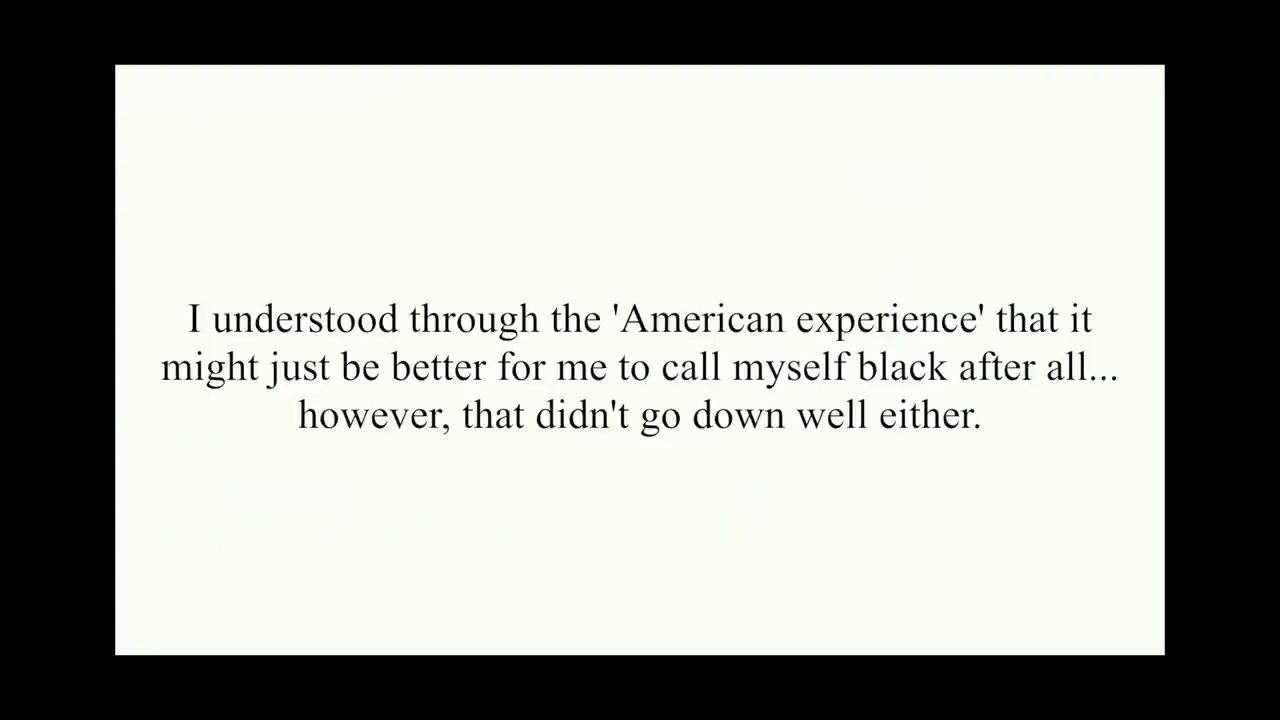 I understood through the 'American experience' that it
might just be better for me to call myself black after all...
however, that didn't go down well either.